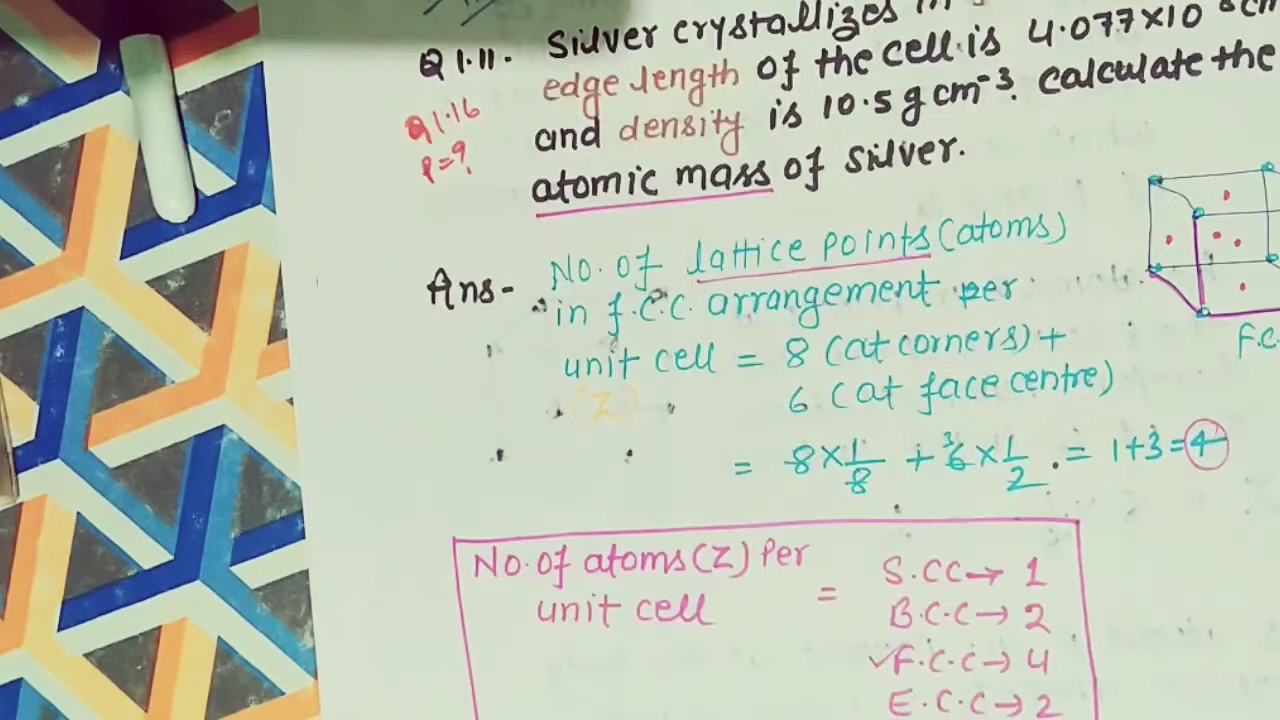 Q 1.11. Silver crystallizes in
edge length of the cell is 4.077×10⁻⁸cm
and density is 10.5 g cm⁻³. Calculate the
atomic mass of silver.
Q1.16
P=?
Ans- No. of lattice points (atoms)
in f.c.c. arrangement per
unit cell = 8 (at corners) +
6 (at face centre)
(Z)
= 8×1/8 + 3 6×1/2 . = 1+3=4
F.C.
No. of atoms (Z) Per
unit cell =
S.CC→ 1
B.C.C→ 2
✓F.C.C→ 4
E.C.C→ 2